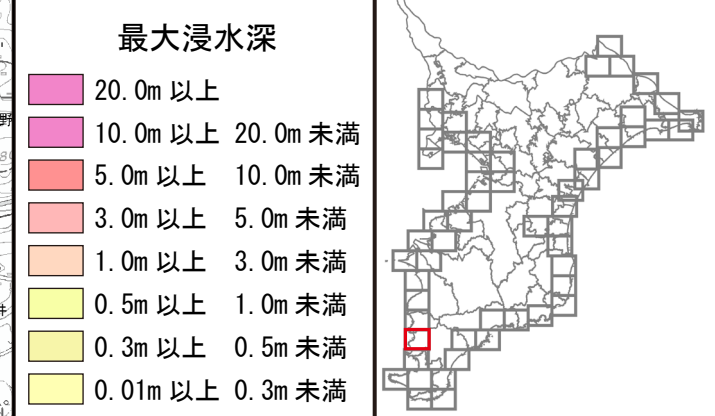 最大浸水深
20.0m 以上
10.0m 以上 20.0m 未満
5.0m 以上 10.0m 未満
3.0m 以上 5.0m 未満
1.0m 以上 3.0m 未満
0.5m 以上 1.0m 未満
0.3m 以上 0.5m 未満
0.01m 以上 0.3m 未満